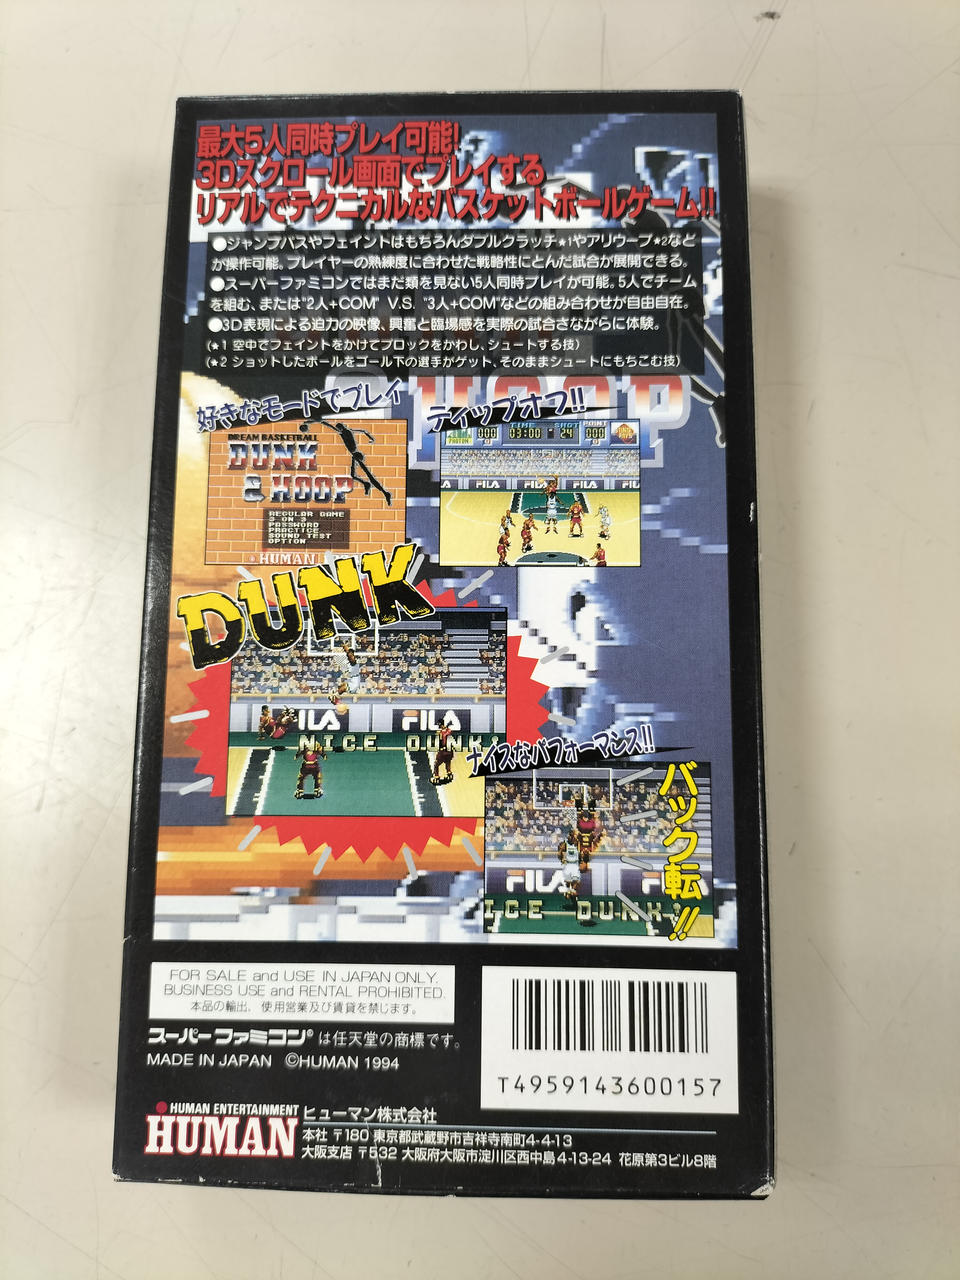 最大5人同時プレイ可能!
3Dスクロール画面でプレイする
リアルでテクニカルなバスケットボールゲーム!!
●ジャンプパスやフェイントはもちろんダブルクラッチ★1やアリウープ★2など
が操作可能。プレイヤーの熟練度に合わせた戦略性にとんだ試合が展開できる。
●スーパーファミコンではまだ類を見ない5人同時プレイが可能。5人でチーム
を組む、または"2人+COM" V.S. "3人+COM"などの組み合わせが自由自在。
●3D表現による迫力の映像、興奮と臨場感を実際の試合さながらに体験。
(★1 空中でフェイントをかけてブロックをかわし、シュートする技)
(★2 ショットしたボールをゴール下の選手がゲット、そのままシュートにもちこむ技)
好きなモードでプレイ
DREAM BASKETBALL
DUNK
& HOOP
REGULAR GAME
3 ON 3
PASSWORD
PRACTICE
SOUND TEST
OPTION
HUMAN
ティップオフ!!
TIME SHOT POINT
000 03:00 24 000
FILA FILA FILA
DUNK
FILA FILA
NICE DUNK!
ナイスなパフォーマンス!!
バック転!!
FILA
ICE DUNK!
FOR SALE and USE IN JAPAN ONLY.
BUSINESS USE and RENTAL PROHIBITED.
本品の輸出、使用営業及び賃貸を禁じます。
スーパーファミコン®は任天堂の商標です。
MADE IN JAPAN ©HUMAN 1994
T4959143600157
HUMAN ENTERTAINMENT
HUMAN
ヒューマン株式会社
本社 〒180 東京都武蔵野市吉祥寺南町4-4-13
大阪支店 〒532 大阪府大阪市淀川区西中島4-13-24 花原第3ビル8階